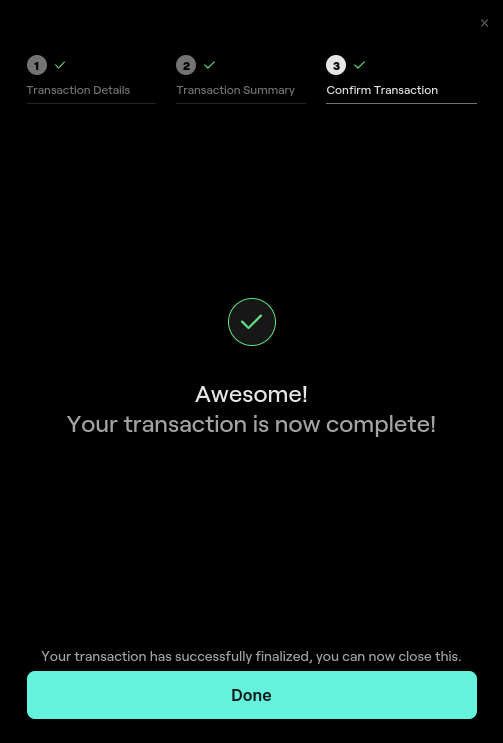 1
Transaction Details
2
Transaction Summary
3
Confirm Transaction
Awesome!
Your transaction is now complete!
Your transaction has successfully finalized, you can now close this.
Done